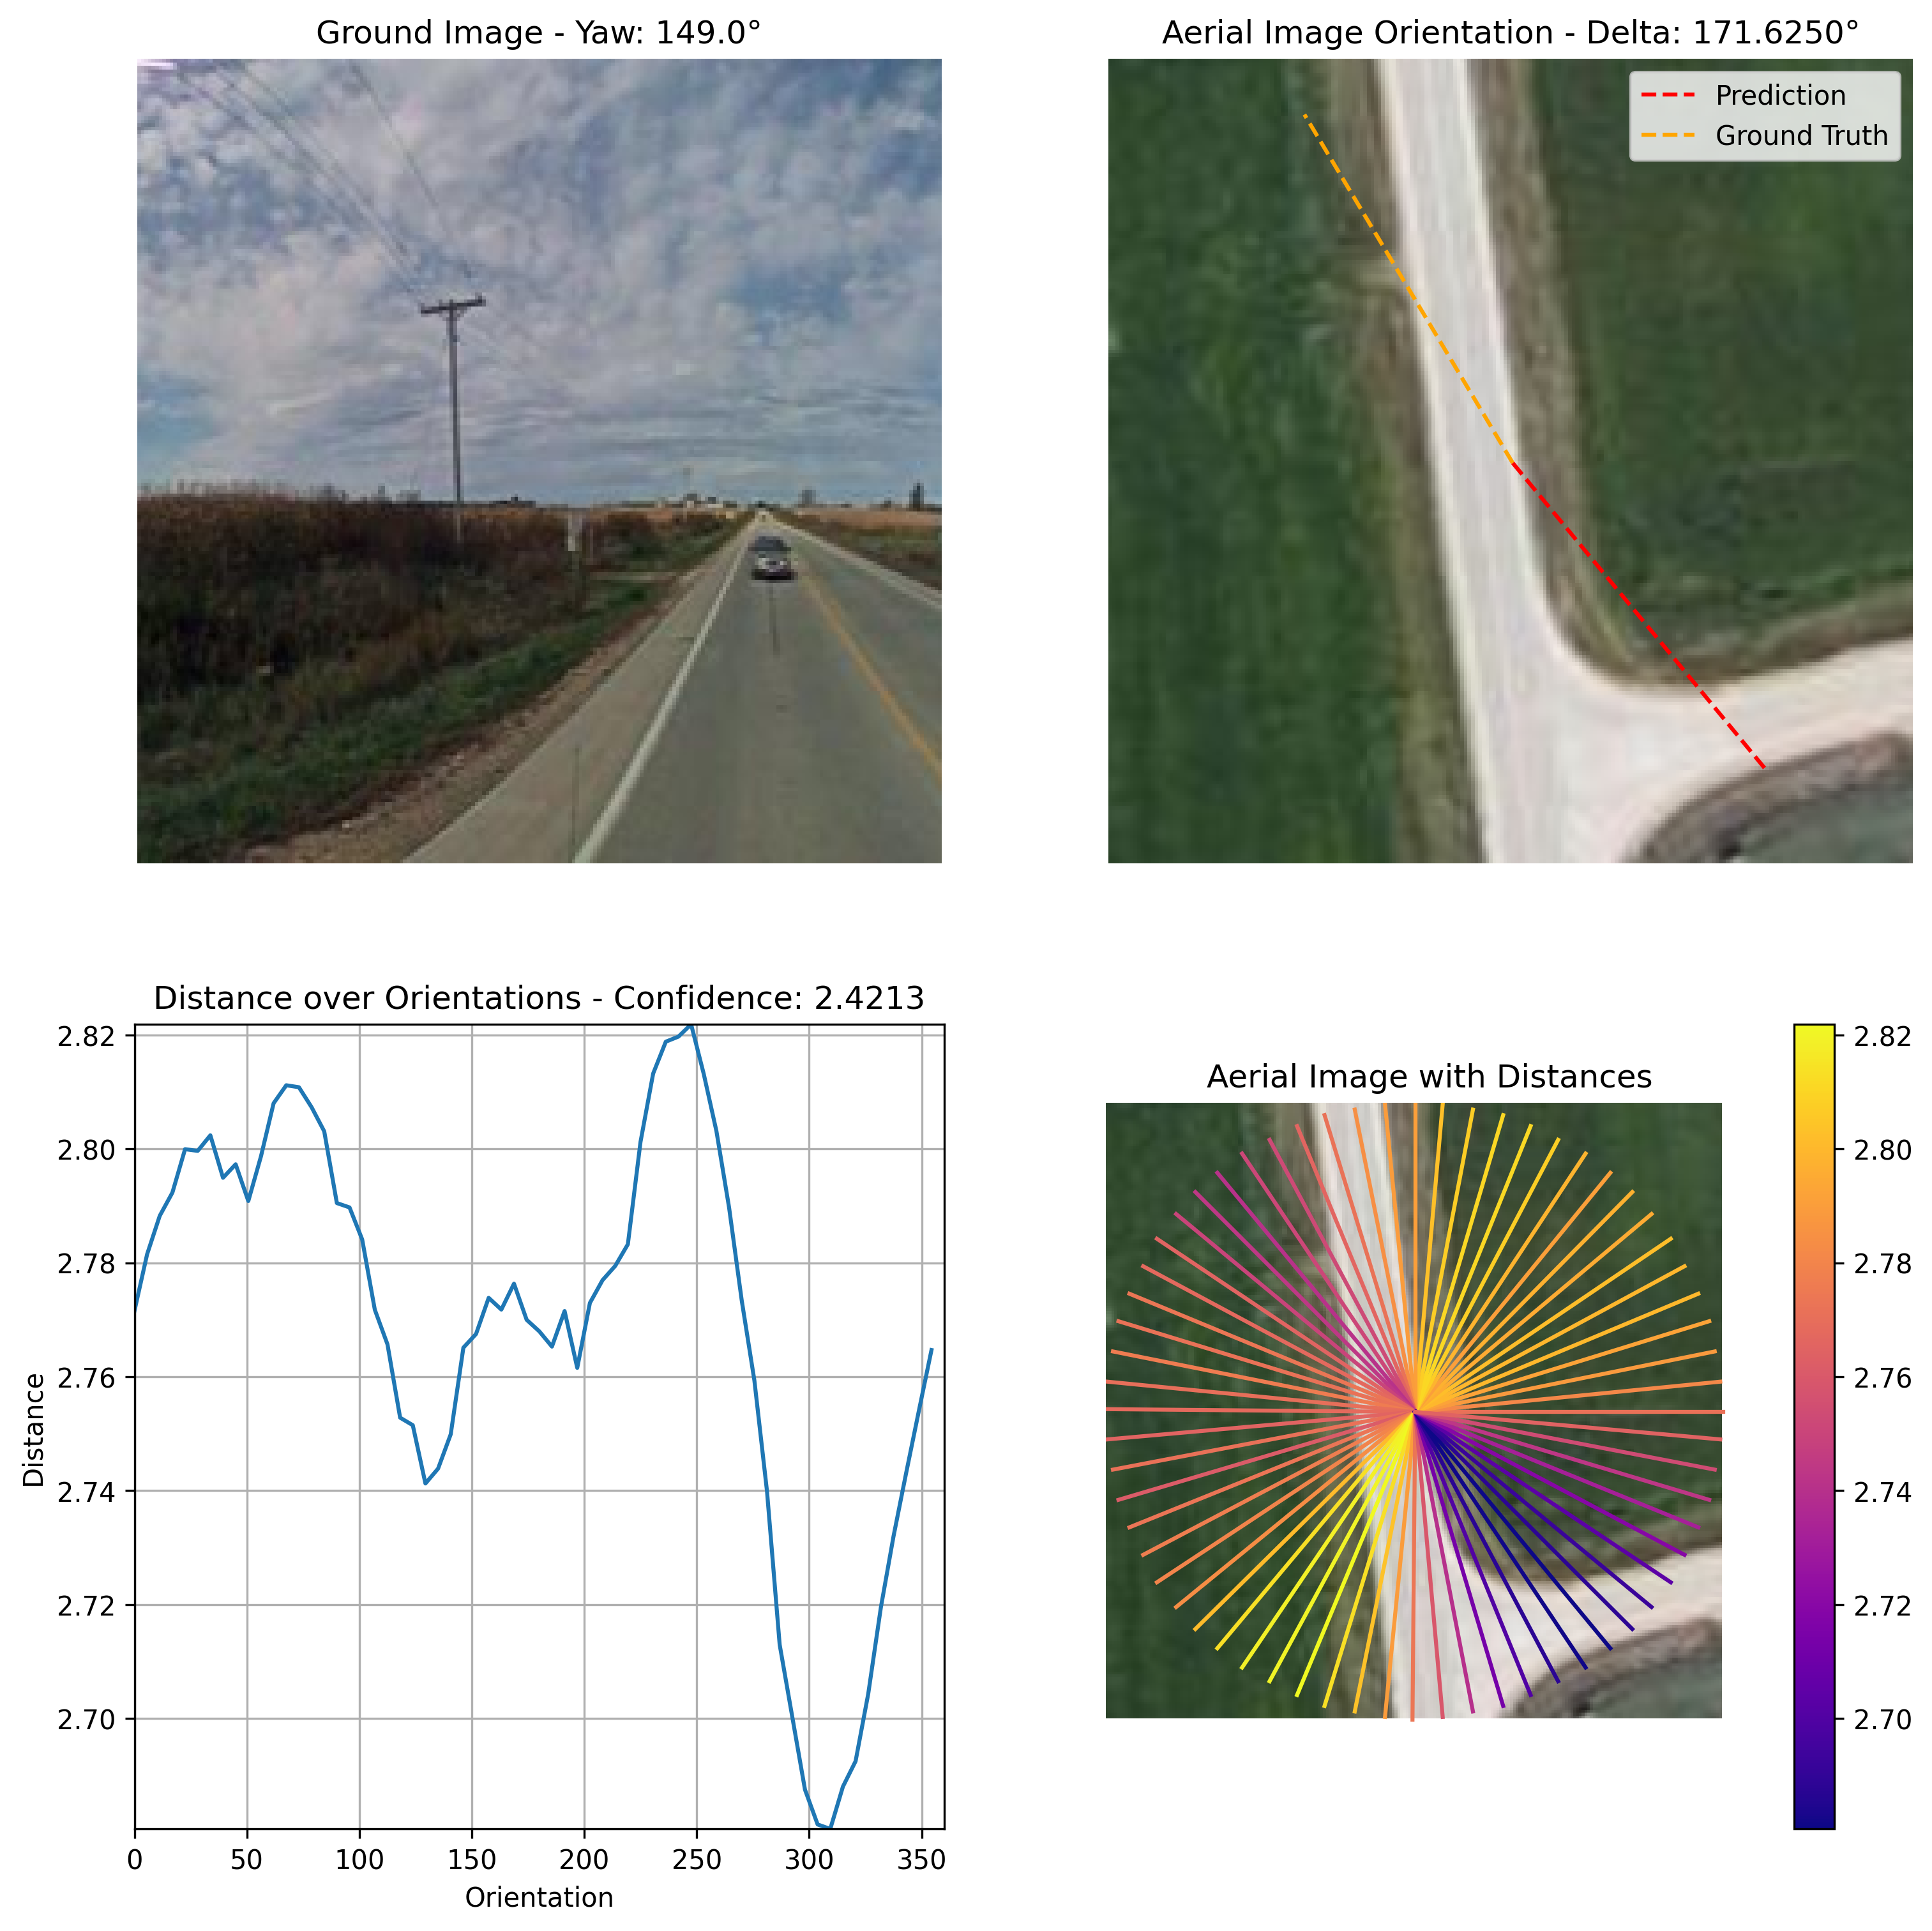 Ground Image - Yaw: 149.0°
Aerial Image Orientation - Delta: 171.6250°
Prediction
Ground Truth
Distance over Orientations - Confidence: 2.4213
2.82
2.80
2.78
2.76
2.74
2.72
2.70
Distance
0 50 100 150 200 250 300 350
Orientation
Aerial Image with Distances
2.82
2.80
2.78
2.76
2.74
2.72
2.70